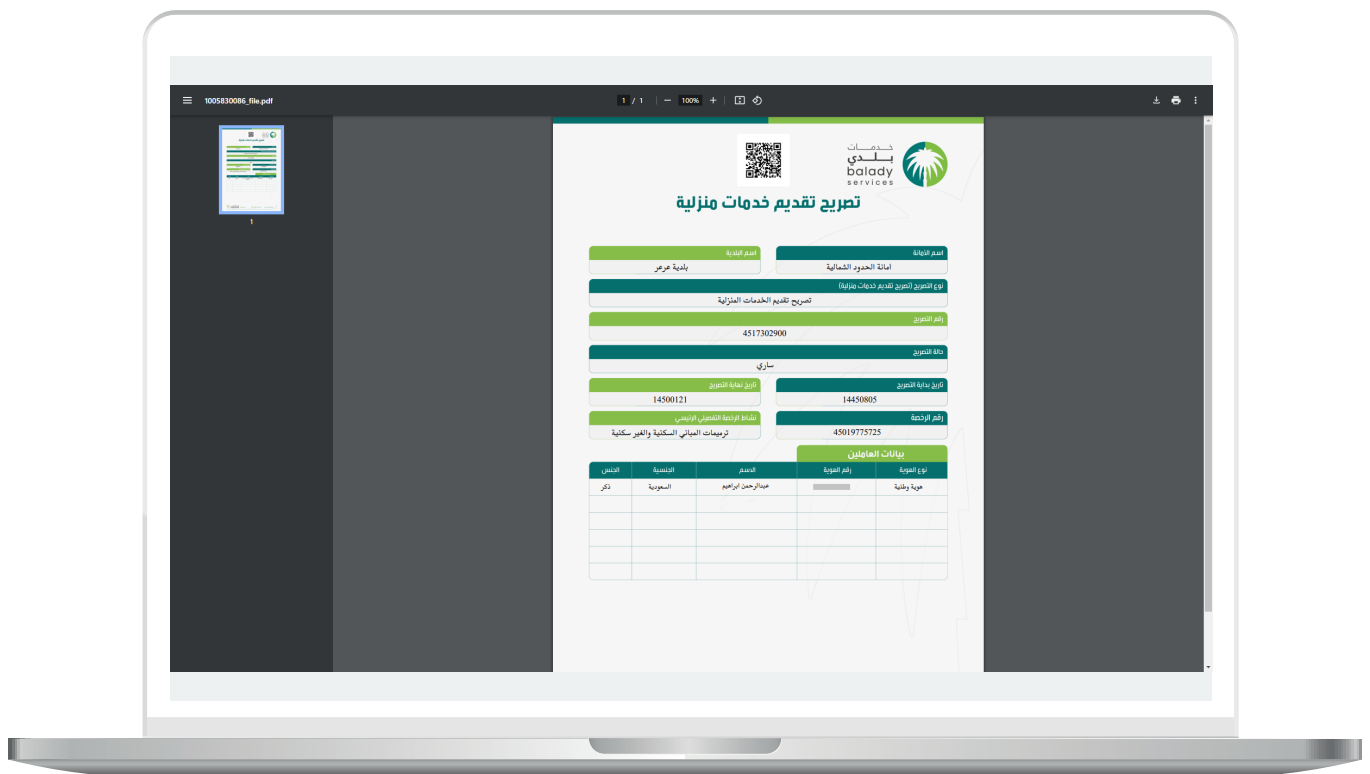 1005830086_file.pdf
1 / 1
100%
1
خدمات
بلدي
balady
services
تصريح تقديم خدمات منزلية
اسم الأمانة
اسم البلدية
امانة الحدود الشمالية
بلدية عرعر
نوع التصريح (تصريح تقديم خدمات منزلية)
تصريح تقديم الخدمات المنزلية
رقم التصريح
4517302900
حالة التصريح
ساري
تاريخ بداية التصريح
تاريخ نهاية التصريح
14450805
14500121
رقم الرخصة
نشاط الرخصة التفصيلي الرئيسي
45019775725
ترميمات المباني السكنية والغير سكنية
بيانات العاملين
نوع الهوية رقم الهوية الاسم الجنسية الجنس
هوية وطنية عبدالرحمن ابراهيم السعودية ذكر